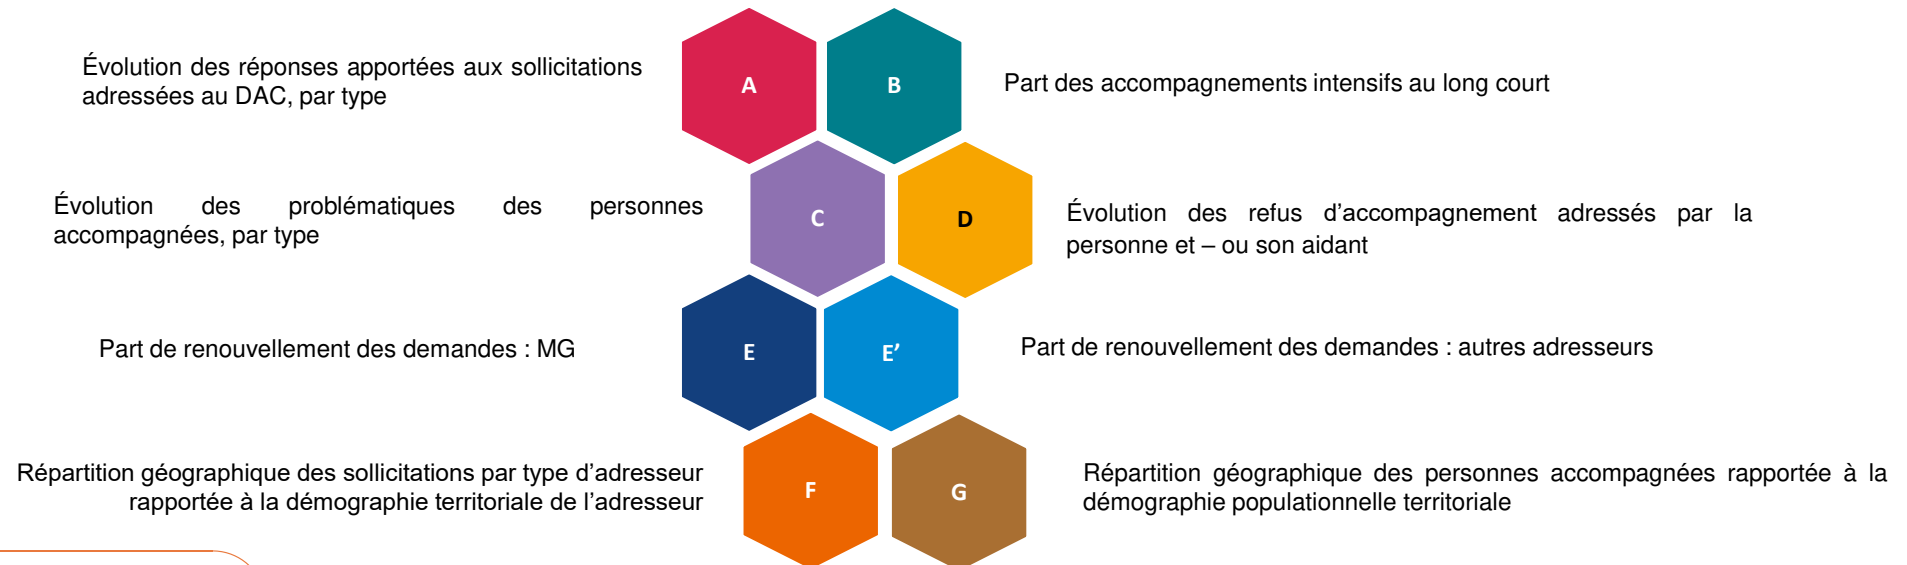 Évolution des réponses apportées aux sollicitations
adressées au DAC, par type
A
B
Part des accompagnements intensifs au long court
Évolution des problématiques des personnes
accompagnées, par type
C
D
Évolution des refus d’accompagnement adressés par la
personne et – ou son aidant
Part de renouvellement des demandes : MG
E
E’
Part de renouvellement des demandes : autres adresseurs
Répartition géographique des sollicitations par type d’adresseur
rapportée à la démographie territoriale de l’adresseur
F
G
Répartition géographique des personnes accompagnées rapportée à la
démographie populationnelle territoriale